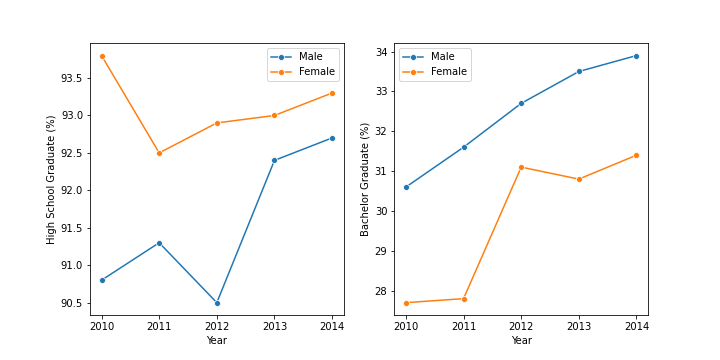 High School Graduate (%)
93.5
93.0
92.5
92.0
91.5
91.0
90.5
2010 2011 2012 2013 2014
Year
Male
Female
Bachelor Graduate (%)
34
33
32
31
30
29
28
2010 2011 2012 2013 2014
Year
Male
Female